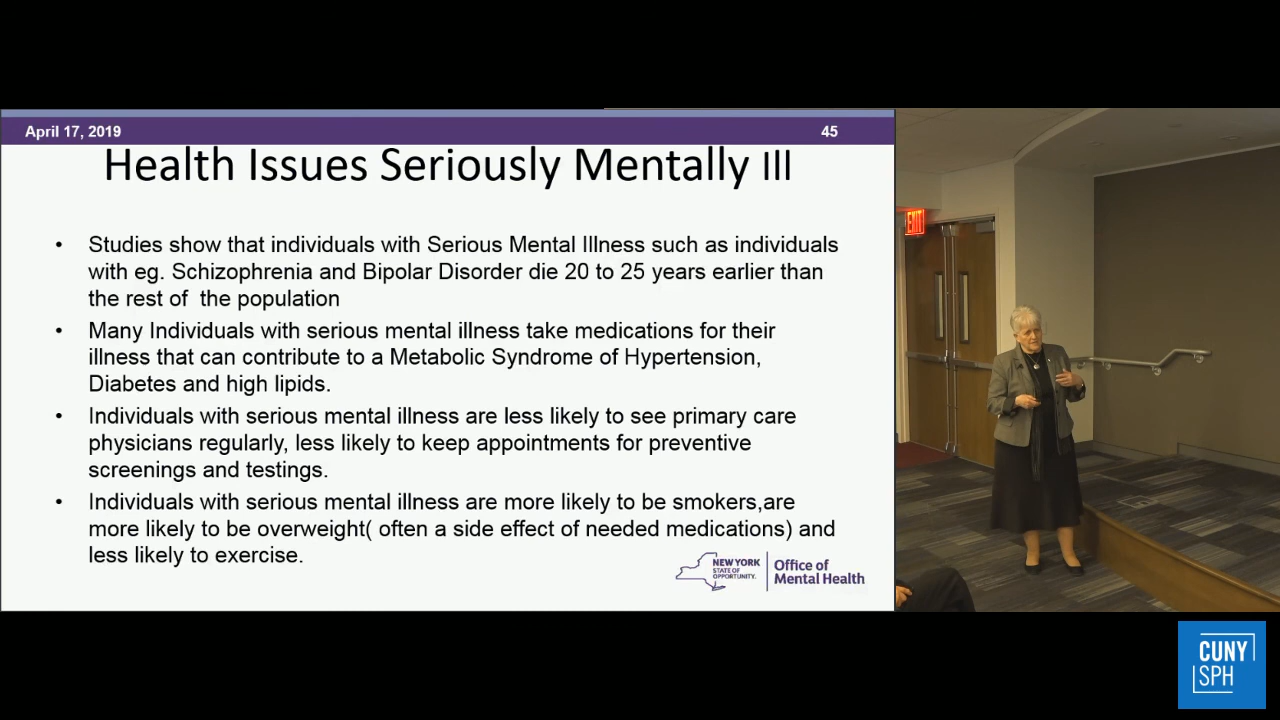 April 17, 2019
45
Health Issues Seriously Mentally Ill
• Studies show that individuals with Serious Mental Illness such as individuals
with eg. Schizophrenia and Bipolar Disorder die 20 to 25 years earlier than
the rest of  the population
• Many Individuals with serious mental illness take medications for their
illness that can contribute to a Metabolic Syndrome of Hypertension,
Diabetes and high lipids.
• Individuals with serious mental illness are less likely to see primary care
physicians regularly, less likely to keep appointments for preventive
screenings and testings.
• Individuals with serious mental illness are more likely to be smokers,are
more likely to be overweight( often a side effect of needed medications) and
less likely to exercise.
NEW YORK
STATE OF
OPPORTUNITY.
Office of
Mental Health
EXIT
CUNY
SPH